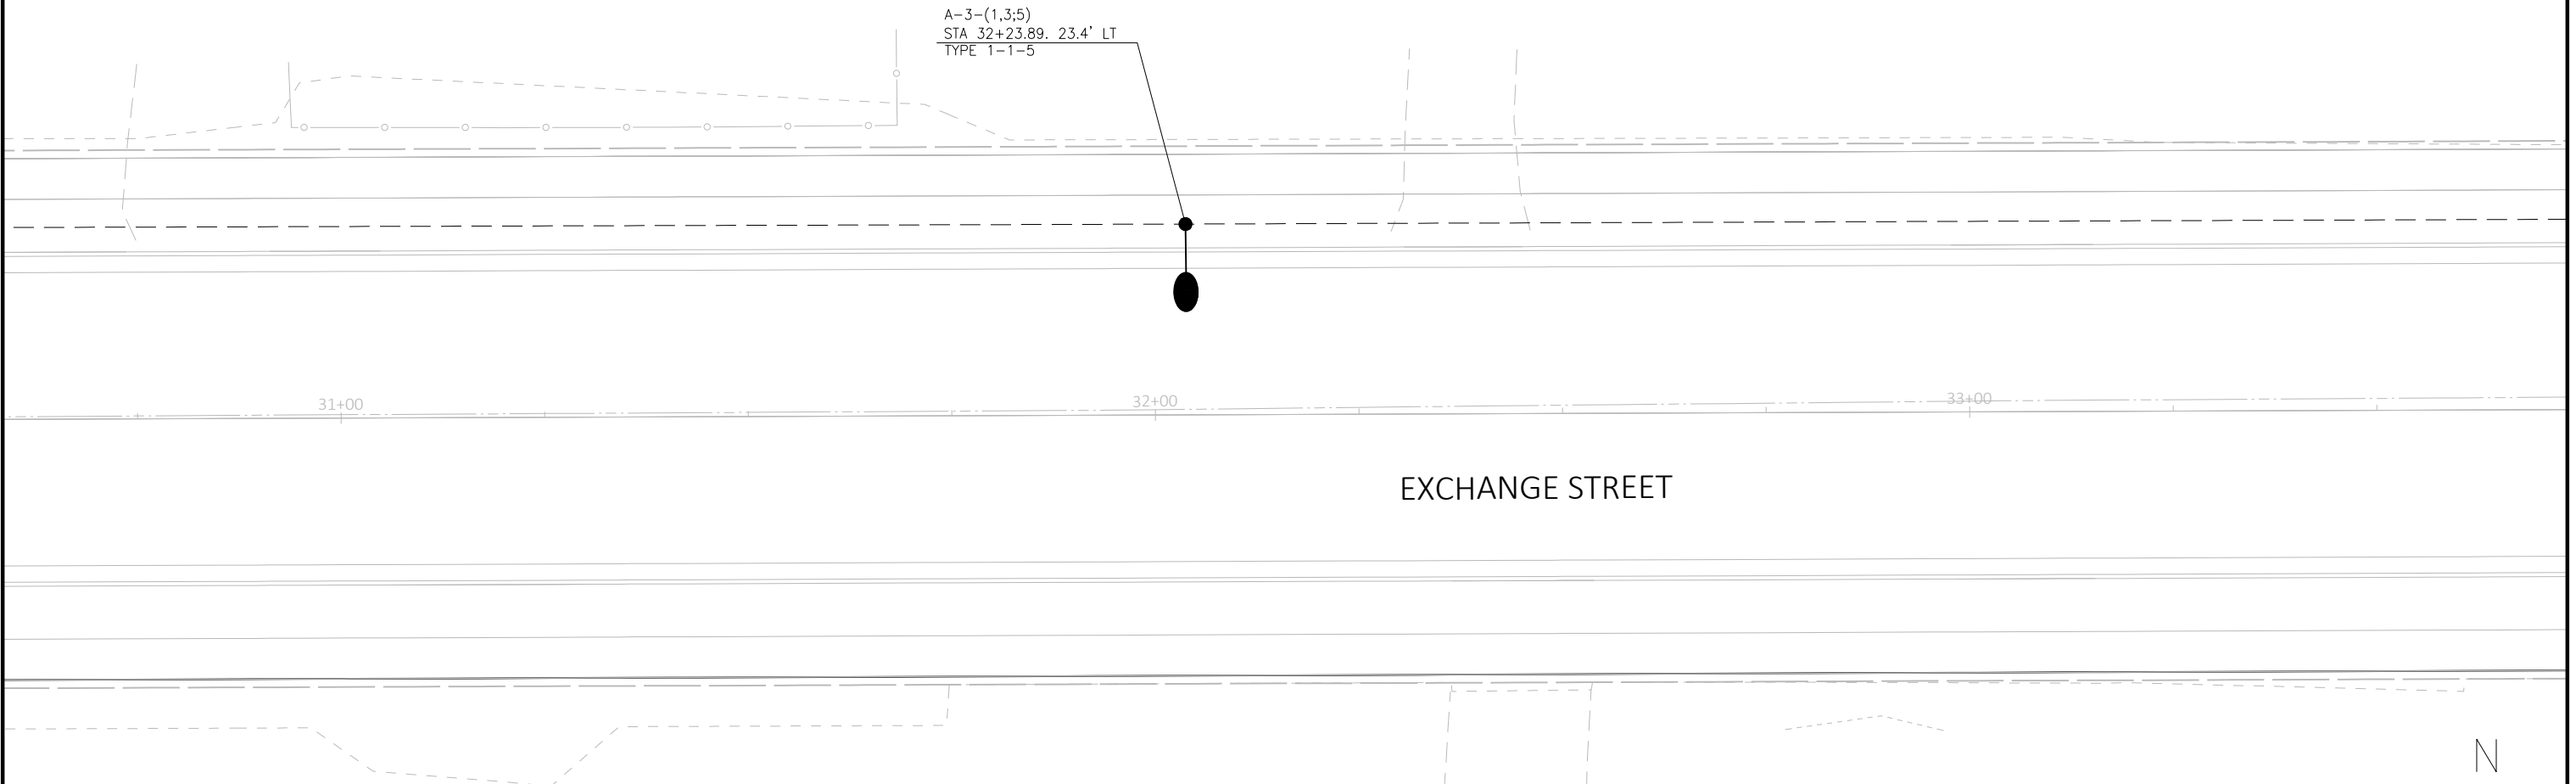 A-3-(1,3;5)
STA 32+23.89. 23.4' LT
TYPE 1-1-5
31+00
32+00
33+00
EXCHANGE STREET
N